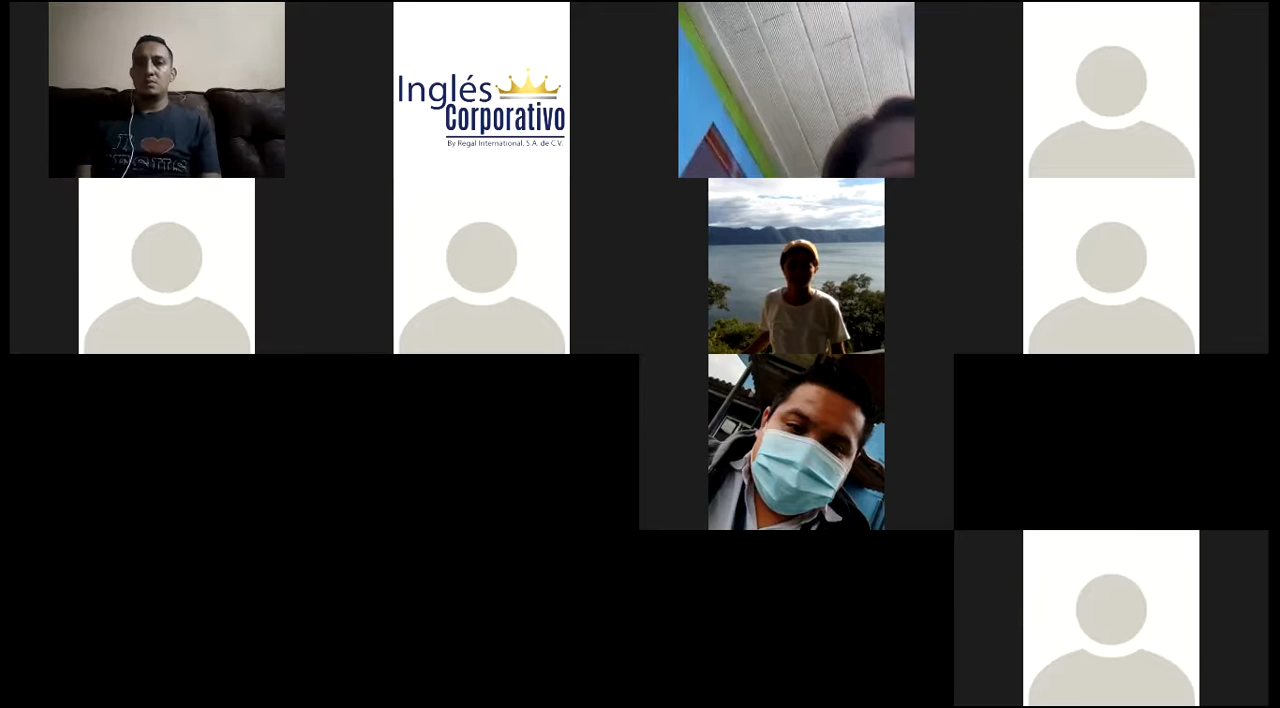 Inglés
Corporativo
By Regal International, S.A. de C.V.